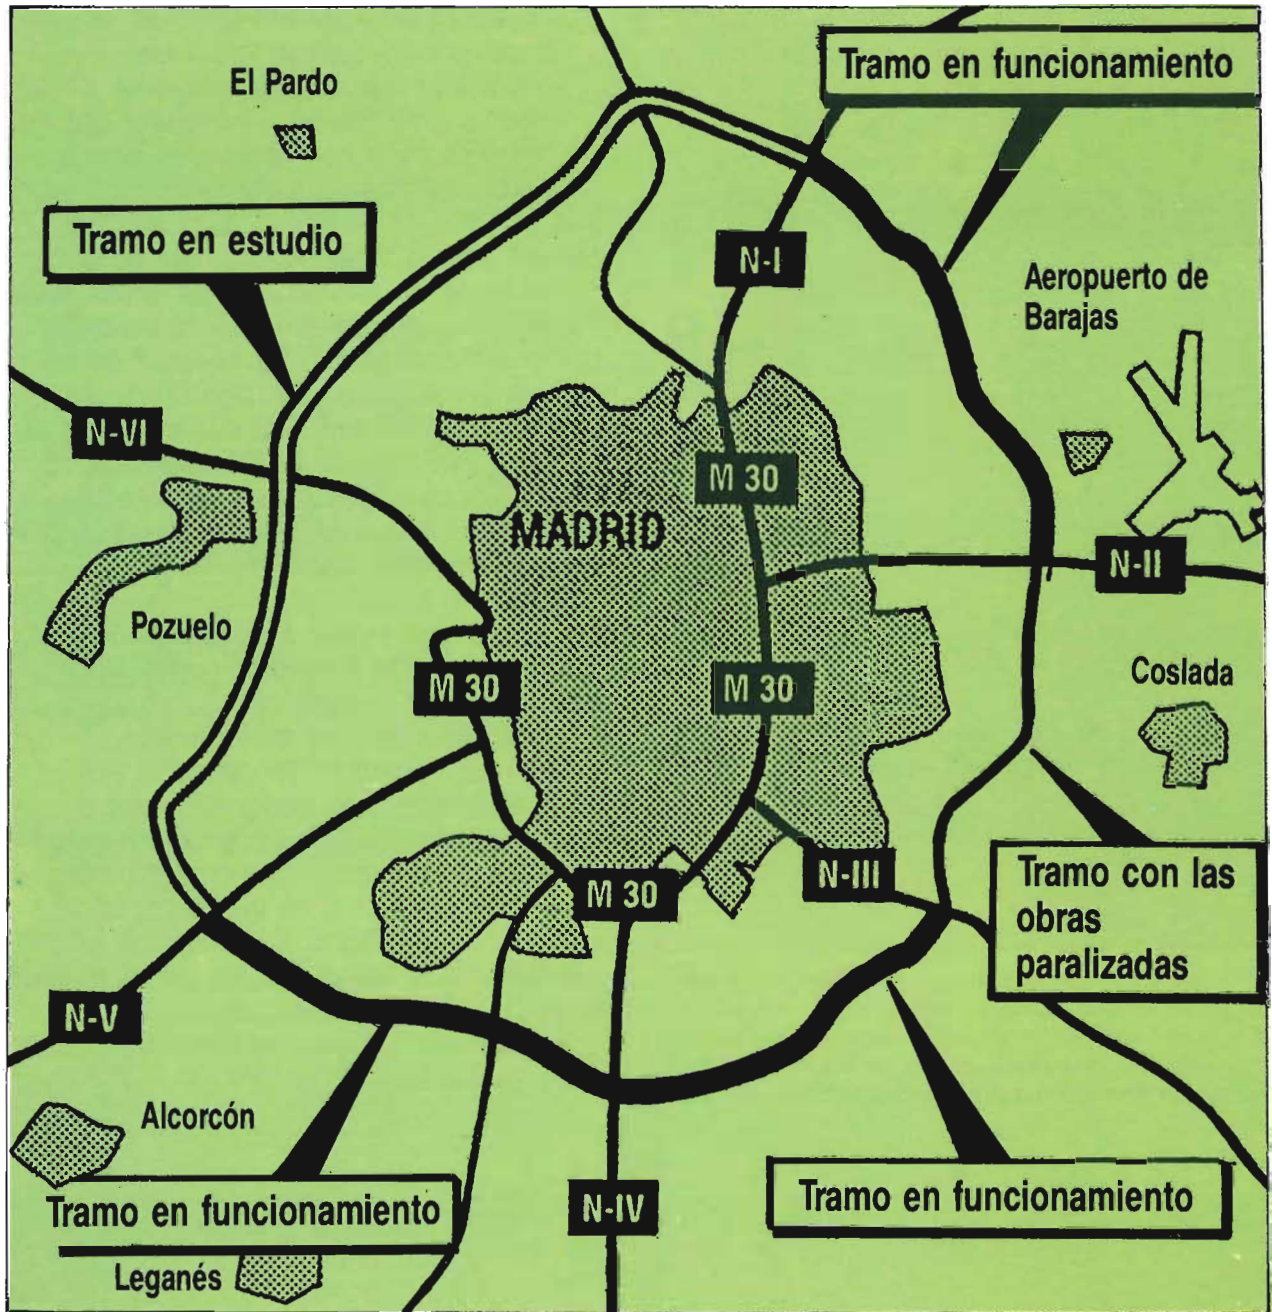 El Pardo
Tramo en funcionamiento
Tramo en estudio
N-I
Aeropuerto de
Barajas
N-VI
M 30
MADRID
N-II
Pozuelo
M 30
M 30
Coslada
N-III
M 30
Tramo con las
obras
paralizadas
N-V
Alcorcón
Tramo en funcionamiento
N-IV
Tramo en funcionamiento
Leganés